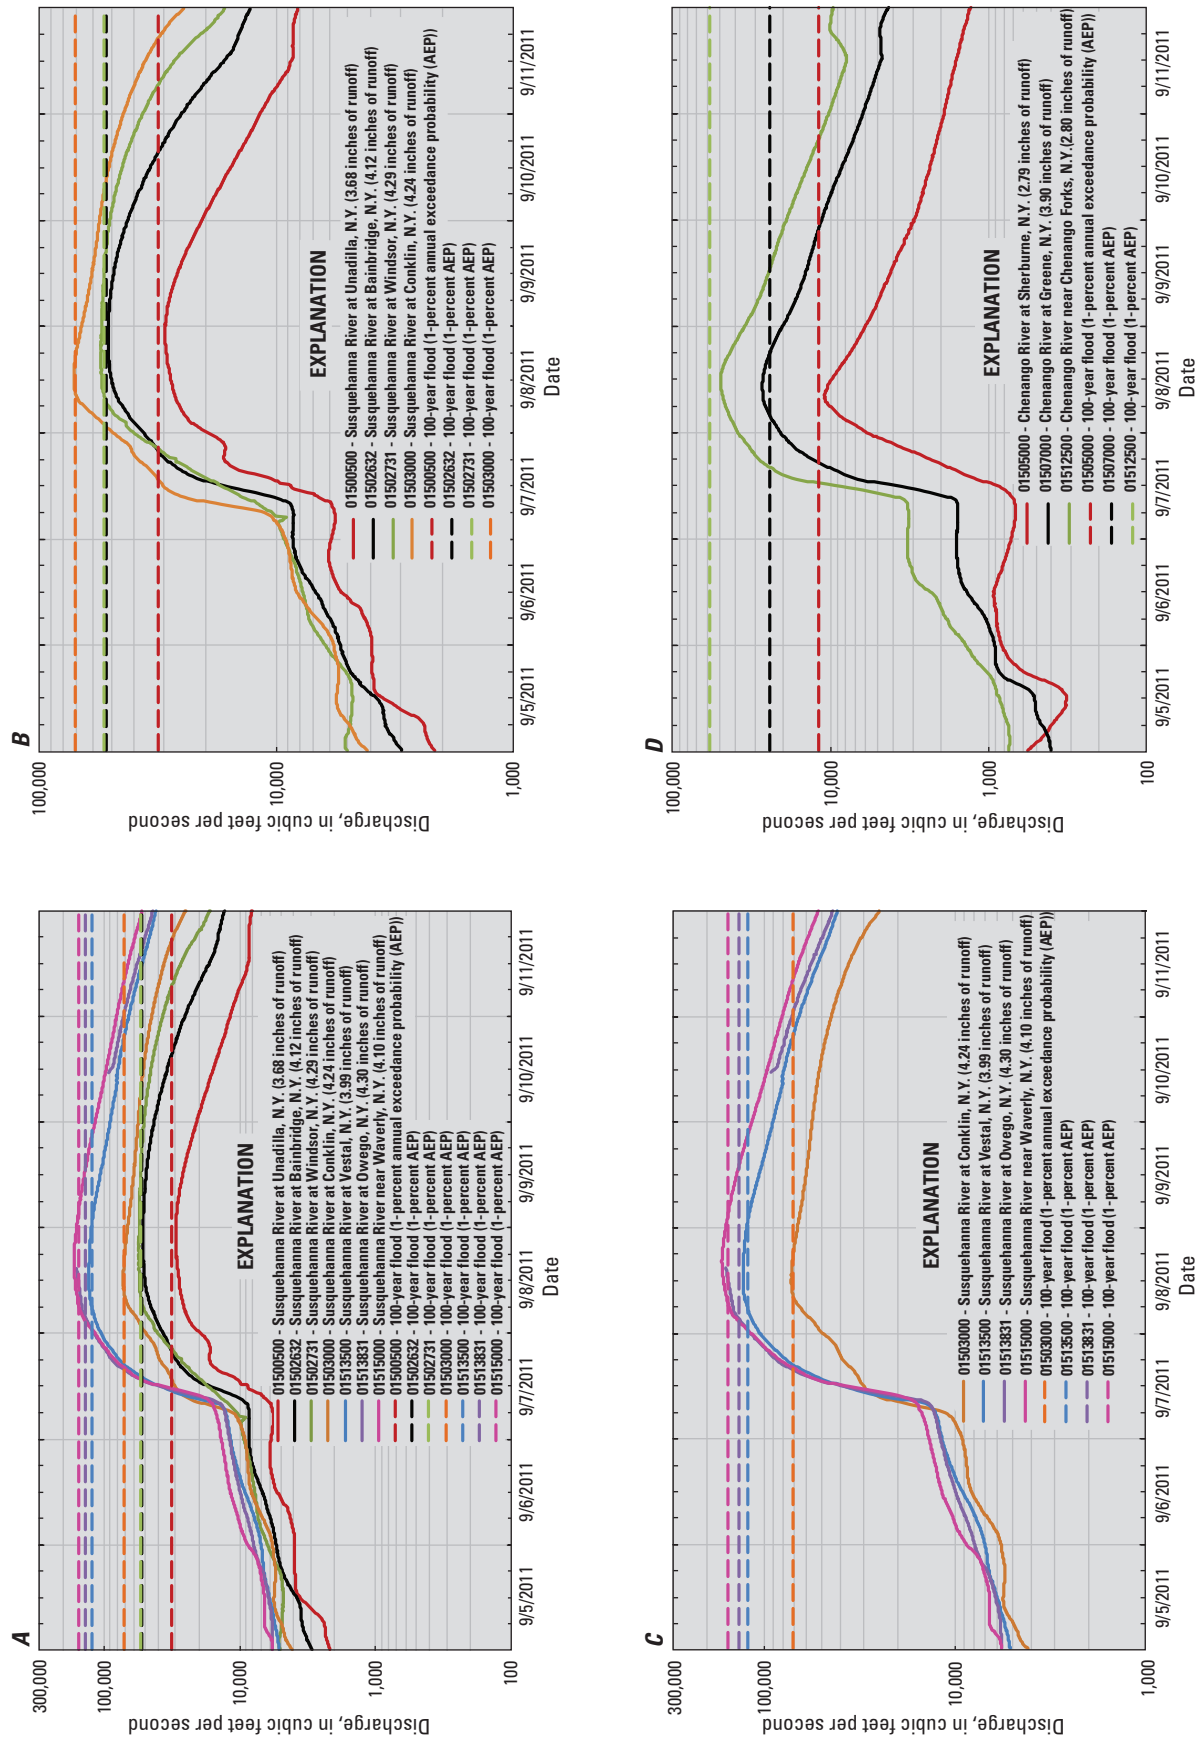 A
300,000
100,000
10,000
1,000
100
Discharge, in cubic feet per second
9/5/2011
9/6/2011
9/7/2011
9/8/2011
9/9/2011
9/10/2011
9/11/2011
Date
EXPLANATION
01500500 - Susquehanna River at Unadilla, N.Y. (3.68 inches of runoff)
01502632 - Susquehanna River at Bainbridge, N.Y. (4.12 inches of runoff)
01502731 - Susquehanna River at Windsor, N.Y. (4.29 inches of runoff)
01503000 - Susquehanna River at Conklin, N.Y. (4.24 inches of runoff)
01513500 - Susquehanna River at Vestal, N.Y. (3.99 inches of runoff)
01513831 - Susquehanna River at Owego, N.Y. (4.30 inches of runoff)
01515000 - Susquehanna River near Waverly, N.Y. (4.10 inches of runoff)
01500500 - 100-year flood (1-percent annual exceedance probability (AEP))
01502632 - 100-year flood (1-percent AEP)
01502731 - 100-year flood (1-percent AEP)
01503000 - 100-year flood (1-percent AEP)
01513500 - 100-year flood (1-percent AEP)
01513831 - 100-year flood (1-percent AEP)
01515000 - 100-year flood (1-percent AEP)
B
100,000
10,000
1,000
Discharge, in cubic feet per second
9/5/2011
9/6/2011
9/7/2011
9/8/2011
9/9/2011
9/10/2011
9/11/2011
Date
EXPLANATION
01500500 - Susquehanna River at Unadilla, N.Y. (3.68 inches of runoff)
01502632 - Susquehanna River at Bainbridge, N.Y. (4.12 inches of runoff)
01502731 - Susquehanna River at Windsor, N.Y. (4.29 inches of runoff)
01503000 - Susquehanna River at Conklin, N.Y. (4.24 inches of runoff)
01500500 - 100-year flood (1-percent annual exceedance probability (AEP))
01502632 - 100-year flood (1-percent AEP)
01502731 - 100-year flood (1-percent AEP)
01503000 - 100-year flood (1-percent AEP)
C
300,000
100,000
10,000
1,000
Discharge, in cubic feet per second
9/5/2011
9/6/2011
9/7/2011
9/8/2011
9/9/2011
9/10/2011
9/11/2011
Date
EXPLANATION
01503000 - Susquehanna River at Conklin, N.Y. (4.24 inches of runoff)
01513500 - Susquehanna River at Vestal, N.Y. (3.99 inches of runoff)
01513831 - Susquehanna River at Owego, N.Y. (4.30 inches of runoff)
01515000 - Susquehanna River near Waverly, N.Y. (4.10 inches of runoff)
01503000 - 100-year flood (1-percent annual exceedance probability (AEP))
01513500 - 100-year flood (1-percent AEP)
01513831 - 100-year flood (1-percent AEP)
01515000 - 100-year flood (1-percent AEP)
D
100,000
10,000
1,000
100
Discharge, in cubic feet per second
9/5/2011
9/6/2011
9/7/2011
9/8/2011
9/9/2011
9/10/2011
9/11/2011
Date
EXPLANATION
01505000 - Chenango River at Sherburne, N.Y. (2.79 inches of runoff)
01507000 - Chenango River at Greene, N.Y. (3.90 inches of runoff)
01512500 - Chenango River near Chenango Forks, N.Y.(2.80 inches of runoff)
01505000 - 100-year flood (1-percent annual exceedance probability (AEP)
01507000 - 100-year flood (1-percent AEP)
01512500 - 100-year flood (1-percent AEP)